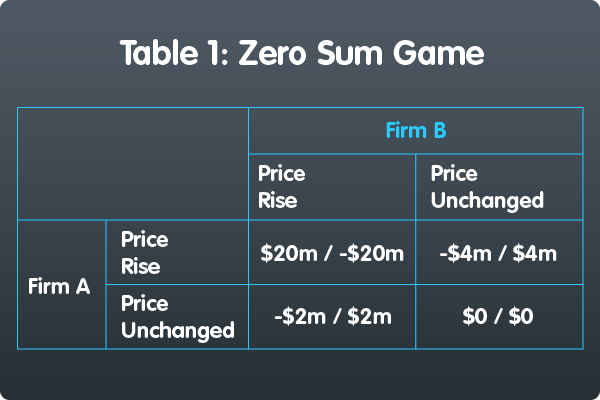 Table 1: Zero Sum Game
Firm B
Price
Rise
Price
Unchanged
Firm A
Price
Rise
$20m / -$20m
-$4m / $4m
Price
Unchanged
-$2m / $2m
$0 / $0